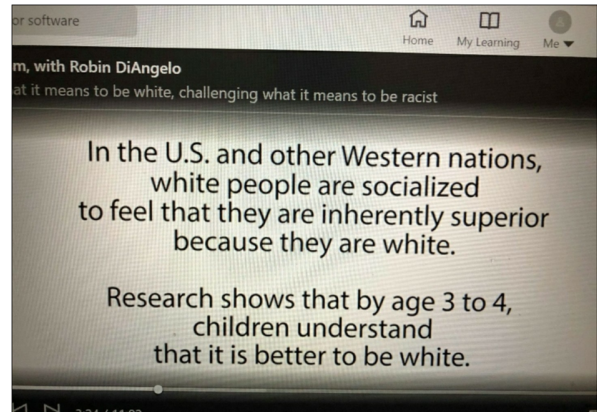 or software
Home My Learning Me
m, with Robin DiAngelo
at it means to be white, challenging what it means to be racist
In the U.S. and other Western nations,
white people are socialized
to feel that they are inherently superior
because they are white.
Research shows that by age 3 to 4,
children understand
that it is better to be white.